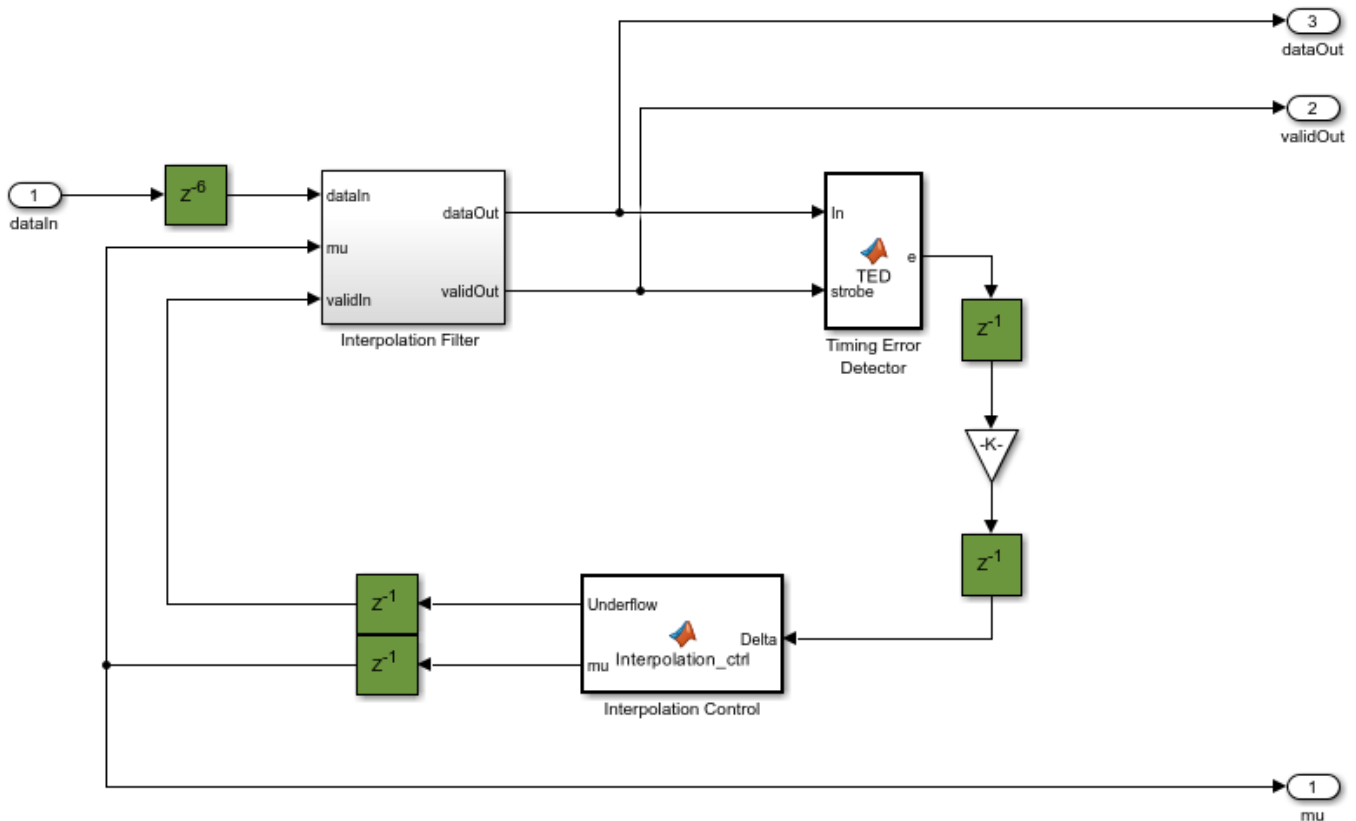 3
dataOut
2
validOut
1
dataIn
Z-6
dataIn
mu
validIn
dataOut
validOut
Interpolation Filter
In
strobe
e
TED
Timing Error
Detector
Z-1
-K-
Z-1
Z-1
Z-1
Underflow
mu
Delta
Interpolation_ctrl
Interpolation Control
1
mu